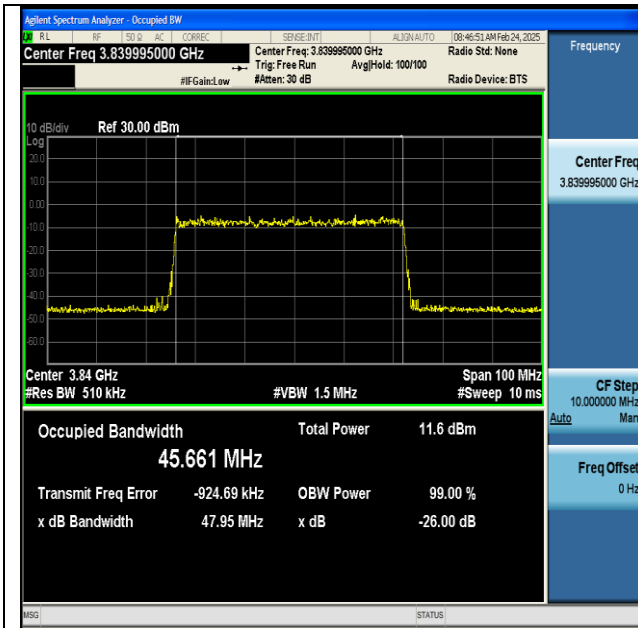 Agilent Spectrum Analyzer - Occupied BW
RL RF 50 Ω AC CORREC SENSE:INT ALIGN AUTO 08:46:51 AM Feb 24, 2025
Center Freq 3.839995000 GHz
Center Freq: 3.839995000 GHz Radio Std: None
Trig: Free Run Avg|Hold: 100/100
#IFGain:Low #Atten: 30 dB Radio Device: BTS
Frequency
10 dB/div Ref 30.00 dBm
Log
20.0
10.0
0.00
-10.0
-20.0
-30.0
-40.0
-50.0
-60.0
Center 3.84 GHz Span 100 MHz
#Res BW 510 kHz #VBW 1.5 MHz #Sweep 10 ms
Occupied Bandwidth Total Power 11.6 dBm
45.661 MHz
Transmit Freq Error -924.69 kHz OBW Power 99.00 %
x dB Bandwidth 47.95 MHz x dB -26.00 dB
Center Freq
3.839995000 GHz
CF Step
10.000000 MHz
Auto Man
Freq Offset
0 Hz
MSG STATUS